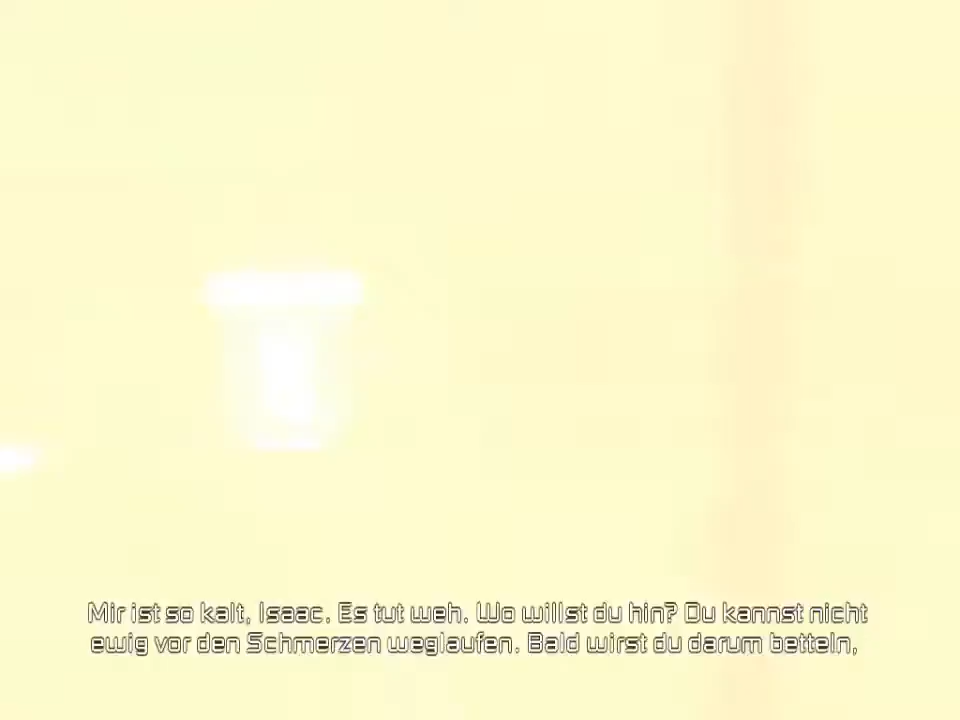 Mir ist so kalt, Isaac. Es tut weh. Wo willst du hin? Du kannst nicht
ewig vor den Schmerzen weglaufen. Bald wirst du darum betteln,